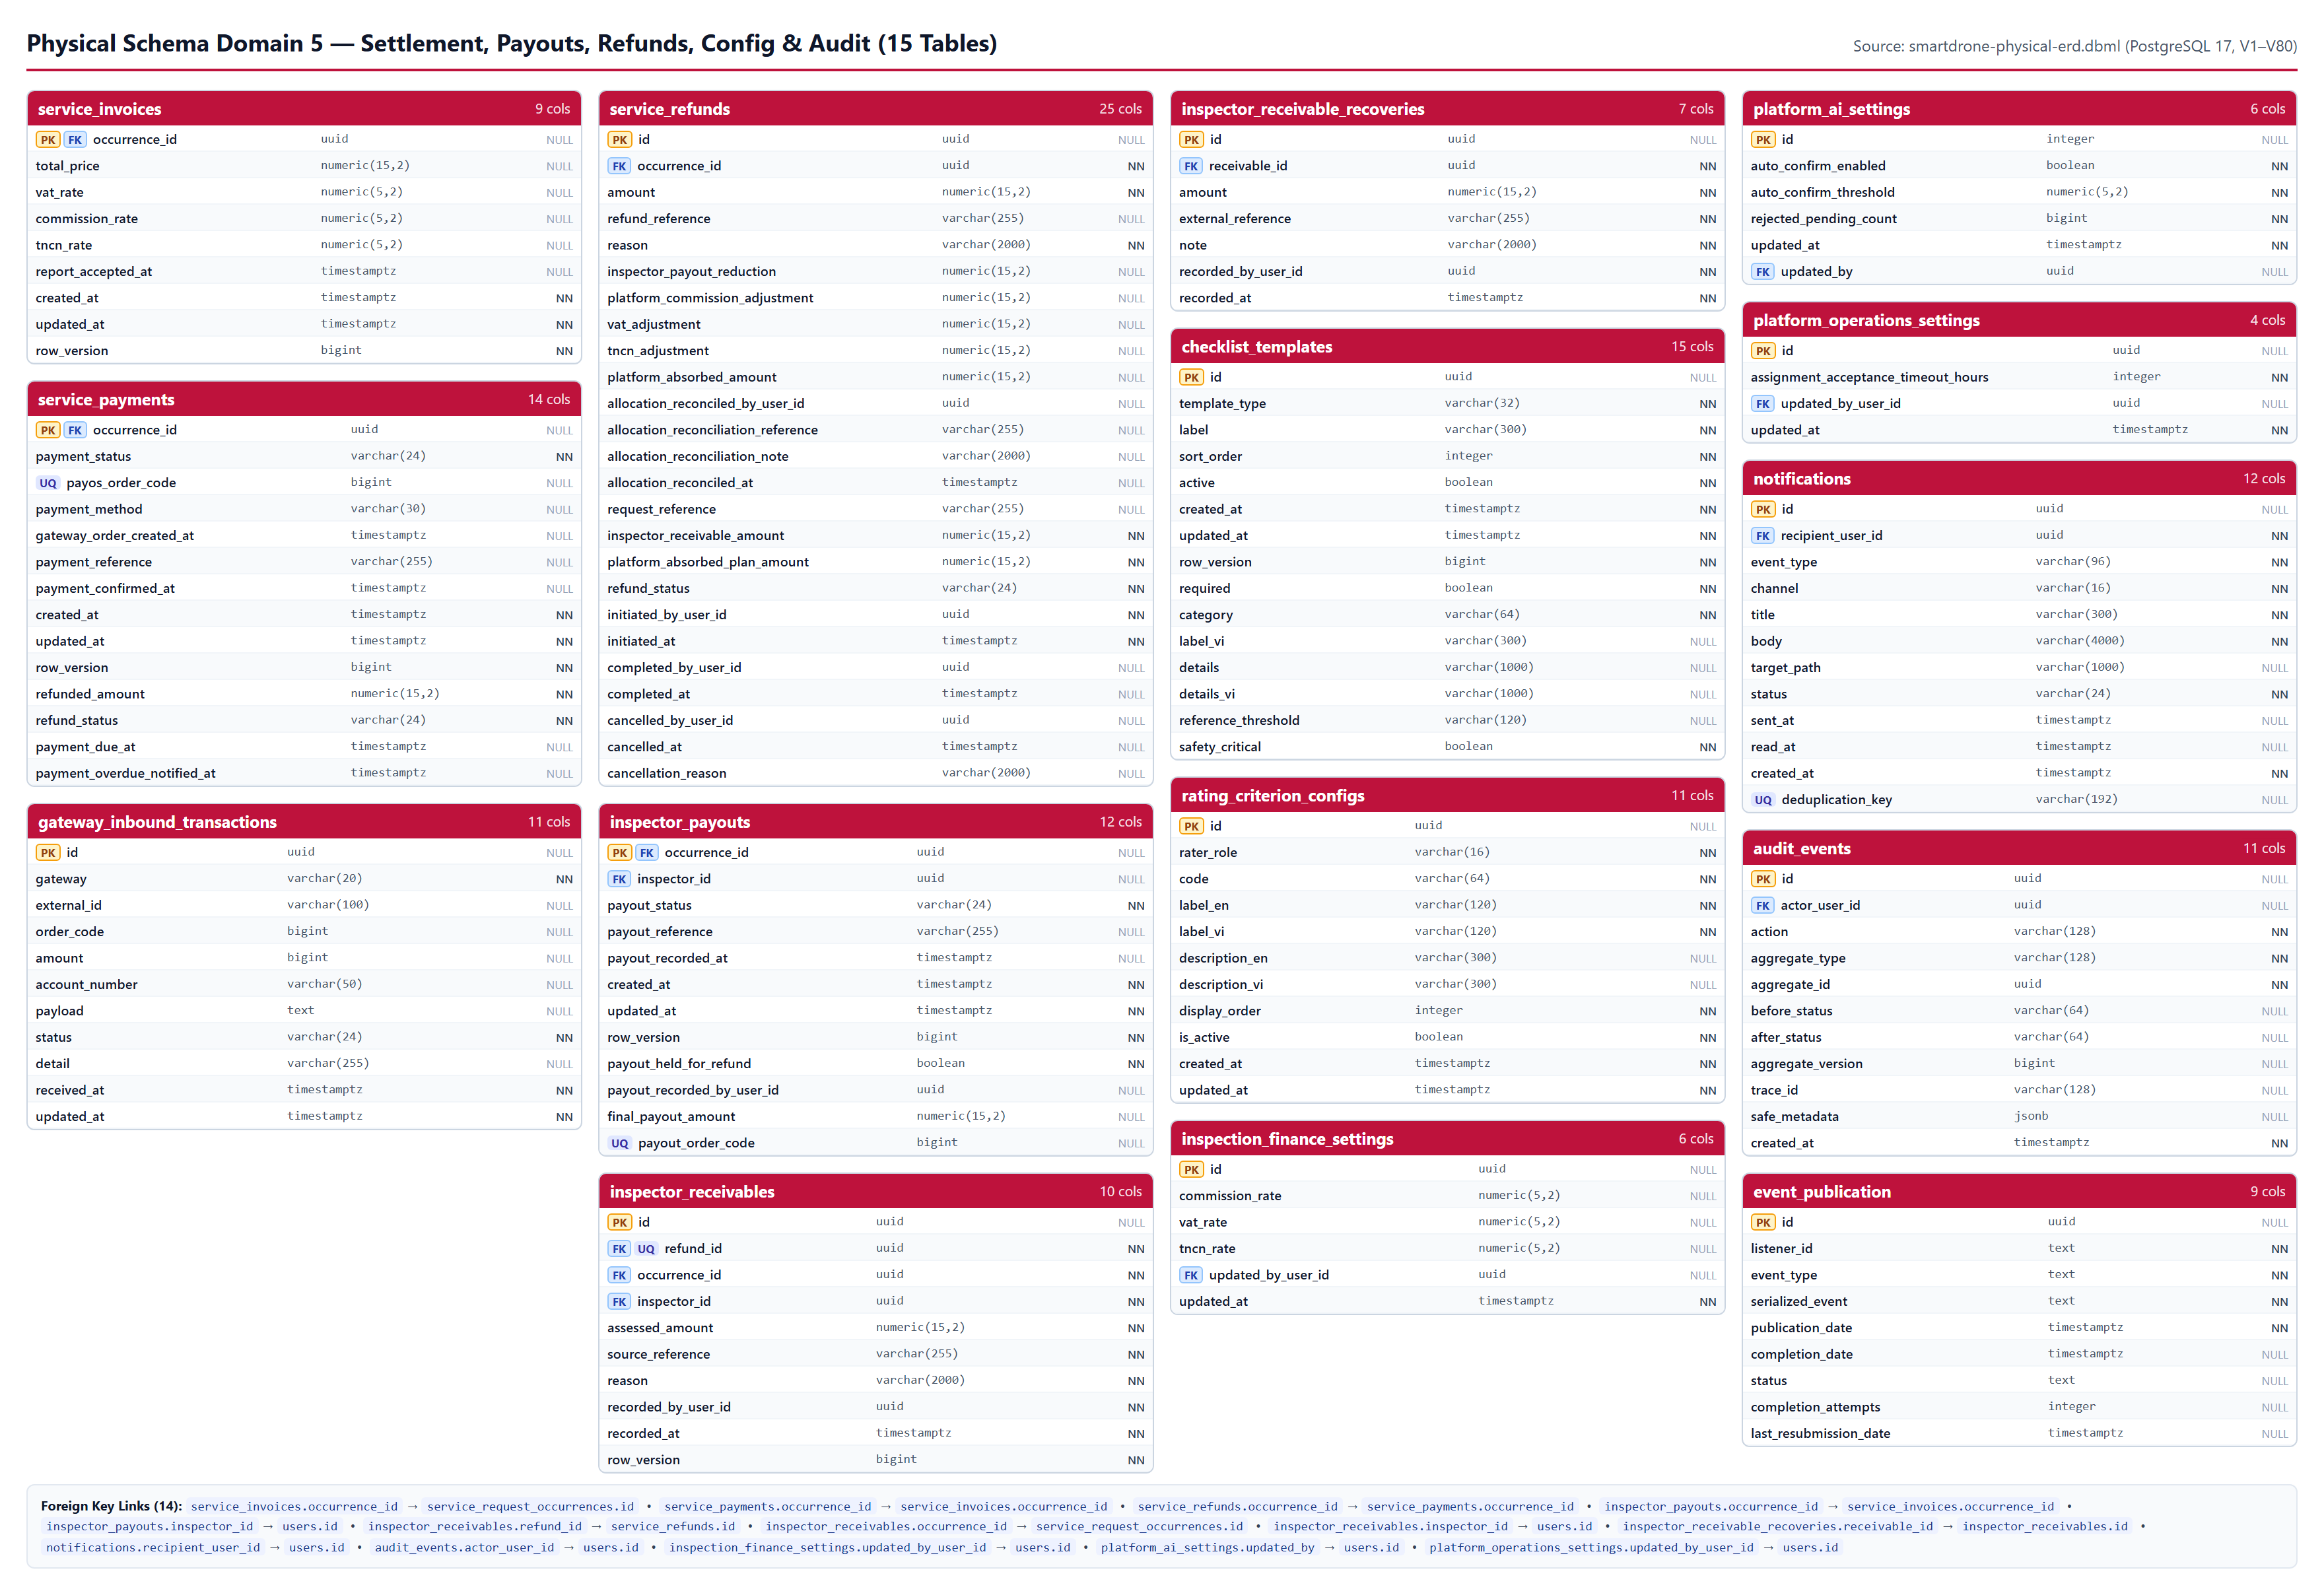 Physical Schema Domain 5 — Settlement, Payouts, Refunds, Config & Audit (15 Tables)
Source: smartdrone-physical-erd.dbml (PostgreSQL 17, V1–V80)
service_invoices 9 cols
PK FK occurrence_id uuid NULL
total_price numeric(15,2) NULL
vat_rate numeric(5,2) NULL
commission_rate numeric(5,2) NULL
tncn_rate numeric(5,2) NULL
report_accepted_at timestamptz NULL
created_at timestamptz NN
updated_at timestamptz NN
row_version bigint NN
service_payments 14 cols
PK FK occurrence_id uuid NULL
payment_status varchar(24) NN
UQ payos_order_code bigint NULL
payment_method varchar(30) NULL
gateway_order_created_at timestamptz NULL
payment_reference varchar(255) NULL
payment_confirmed_at timestamptz NULL
created_at timestamptz NN
updated_at timestamptz NN
row_version bigint NN
refunded_amount numeric(15,2) NN
refund_status varchar(24) NN
payment_due_at timestamptz NULL
payment_overdue_notified_at timestamptz NULL
gateway_inbound_transactions 11 cols
PK id uuid NULL
gateway varchar(20) NN
external_id varchar(100) NULL
order_code bigint NULL
amount bigint NULL
account_number varchar(50) NULL
payload text NULL
status varchar(24) NN
detail varchar(255) NULL
received_at timestamptz NN
updated_at timestamptz NN
service_refunds 25 cols
PK id uuid NULL
FK occurrence_id uuid NN
amount numeric(15,2) NN
refund_reference varchar(255) NULL
reason varchar(2000) NN
inspector_payout_reduction numeric(15,2) NULL
platform_commission_adjustment numeric(15,2) NULL
vat_adjustment numeric(15,2) NULL
tncn_adjustment numeric(15,2) NULL
platform_absorbed_amount numeric(15,2) NULL
allocation_reconciled_by_user_id uuid NULL
allocation_reconciliation_reference varchar(255) NULL
allocation_reconciliation_note varchar(2000) NULL
allocation_reconciled_at timestamptz NULL
request_reference varchar(255) NULL
inspector_receivable_amount numeric(15,2) NN
platform_absorbed_plan_amount numeric(15,2) NN
refund_status varchar(24) NN
initiated_by_user_id uuid NN
initiated_at timestamptz NN
completed_by_user_id uuid NULL
completed_at timestamptz NULL
cancelled_by_user_id uuid NULL
cancelled_at timestamptz NULL
cancellation_reason varchar(2000) NULL
inspector_payouts 12 cols
PK FK occurrence_id uuid NULL
FK inspector_id uuid NULL
payout_status varchar(24) NN
payout_reference varchar(255) NULL
payout_recorded_at timestamptz NULL
created_at timestamptz NN
updated_at timestamptz NN
row_version bigint NN
payout_held_for_refund boolean NN
payout_recorded_by_user_id uuid NULL
final_payout_amount numeric(15,2) NULL
UQ payout_order_code bigint NULL
inspector_receivables 10 cols
PK id uuid NULL
FK UQ refund_id uuid NN
FK occurrence_id uuid NN
FK inspector_id uuid NN
assessed_amount numeric(15,2) NN
source_reference varchar(255) NN
reason varchar(2000) NN
recorded_by_user_id uuid NN
recorded_at timestamptz NN
row_version bigint NN
inspector_receivable_recoveries 7 cols
PK id uuid NULL
FK receivable_id uuid NN
amount numeric(15,2) NN
external_reference varchar(255) NN
note varchar(2000) NN
recorded_by_user_id uuid NN
recorded_at timestamptz NN
checklist_templates 15 cols
PK id uuid NULL
template_type varchar(32) NN
label varchar(300) NN
sort_order integer NN
active boolean NN
created_at timestamptz NN
updated_at timestamptz NN
row_version bigint NN
required boolean NN
category varchar(64) NN
label_vi varchar(300) NULL
details varchar(1000) NULL
details_vi varchar(1000) NULL
reference_threshold varchar(120) NULL
safety_critical boolean NN
rating_criterion_configs 11 cols
PK id uuid NULL
rater_role varchar(16) NN
code varchar(64) NN
label_en varchar(120) NN
label_vi varchar(120) NN
description_en varchar(300) NULL
description_vi varchar(300) NULL
display_order integer NN
is_active boolean NN
created_at timestamptz NN
updated_at timestamptz NN
inspection_finance_settings 6 cols
PK id uuid NULL
commission_rate numeric(5,2) NULL
vat_rate numeric(5,2) NULL
tncn_rate numeric(5,2) NULL
FK updated_by_user_id uuid NULL
updated_at timestamptz NN
platform_ai_settings 6 cols
PK id integer NULL
auto_confirm_enabled boolean NN
auto_confirm_threshold numeric(5,2) NN
rejected_pending_count bigint NN
updated_at timestamptz NN
FK updated_by uuid NULL
platform_operations_settings 4 cols
PK id uuid NULL
assignment_acceptance_timeout_hours integer NN
FK updated_by_user_id uuid NULL
updated_at timestamptz NN
notifications 12 cols
PK id uuid NULL
FK recipient_user_id uuid NN
event_type varchar(96) NN
channel varchar(16) NN
title varchar(300) NN
body varchar(4000) NN
target_path varchar(1000) NULL
status varchar(24) NN
sent_at timestamptz NULL
read_at timestamptz NULL
created_at timestamptz NN
UQ deduplication_key varchar(192) NULL
audit_events 11 cols
PK id uuid NULL
FK actor_user_id uuid NULL
action varchar(128) NN
aggregate_type varchar(128) NN
aggregate_id uuid NN
before_status varchar(64) NULL
after_status varchar(64) NULL
aggregate_version bigint NULL
trace_id varchar(128) NULL
safe_metadata jsonb NULL
created_at timestamptz NN
event_publication 9 cols
PK id uuid NULL
listener_id text NN
event_type text NN
serialized_event text NN
publication_date timestamptz NN
completion_date timestamptz NULL
status text NULL
completion_attempts integer NULL
last_resubmission_date timestamptz NULL
Foreign Key Links (14): service_invoices.occurrence_id → service_request_occurrences.id • service_payments.occurrence_id → service_invoices.occurrence_id • service_refunds.occurrence_id → service_payments.occurrence_id • inspector_payouts.occurrence_id → service_invoices.occurrence_id •
inspector_payouts.inspector_id → users.id • inspector_receivables.refund_id → service_refunds.id • inspector_receivables.occurrence_id → service_request_occurrences.id • inspector_receivables.inspector_id → users.id • inspector_receivable_recoveries.receivable_id → inspector_receivables.id •
notifications.recipient_user_id → users.id • audit_events.actor_user_id → users.id • inspection_finance_settings.updated_by_user_id → users.id • platform_ai_settings.updated_by → users.id • platform_operations_settings.updated_by_user_id → users.id